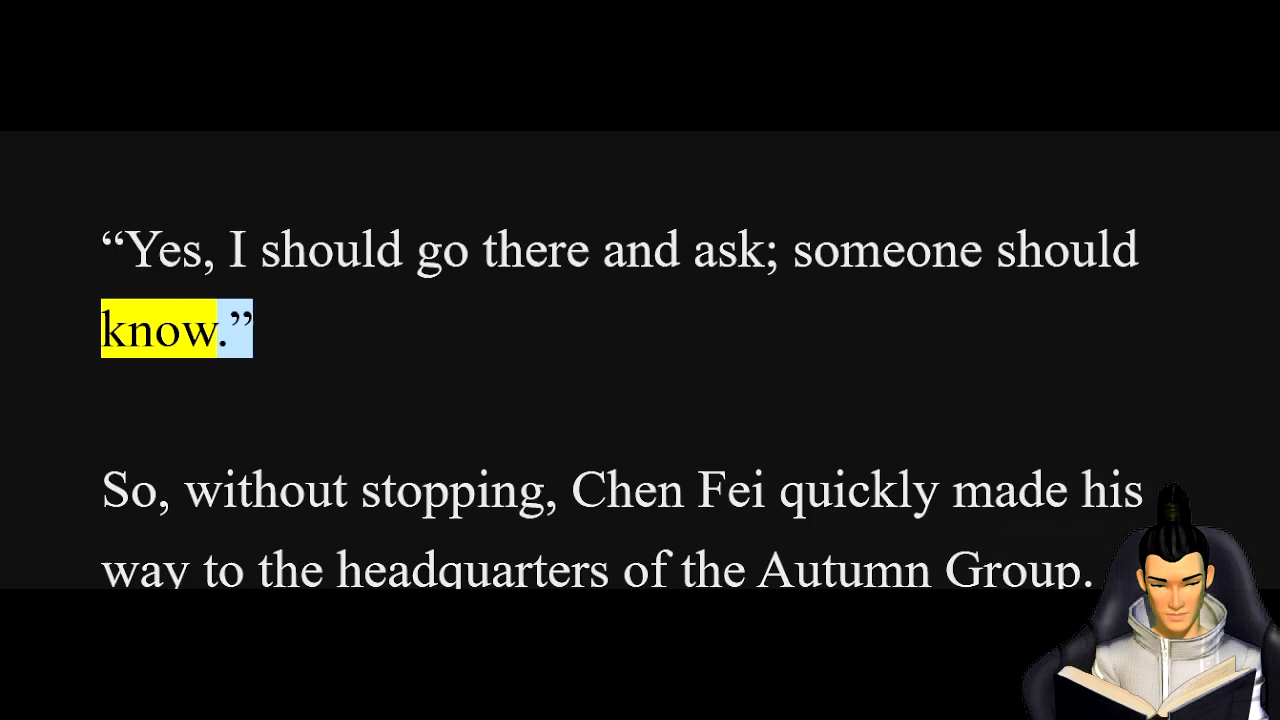 “Yes, I should go there and ask; someone should
know.”
So, without stopping, Chen Fei quickly made his
way to the headquarters of the Autumn Group.